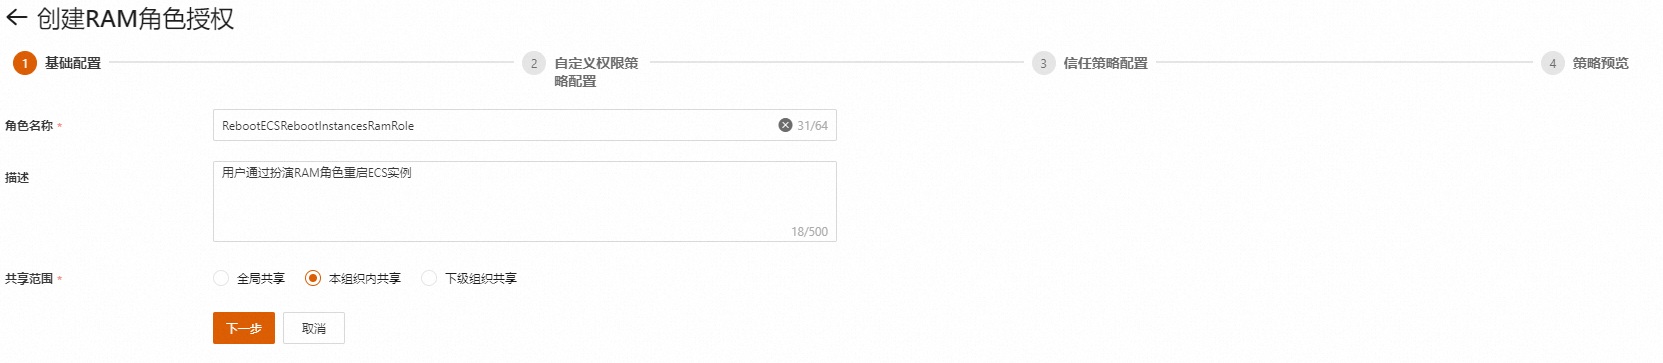 创建RAM角色授权
1 基础配置
2 自定义权限策
略配置
3 信任策略配置
4 策略预览
角色名称 *
RebootECSRebootInstancesRamRole
31/64
描述
用户通过扮演RAM角色重启ECS实例
18/500
共享范围 *
全局共享 本组织内共享 下级组织共享
下一步 取消